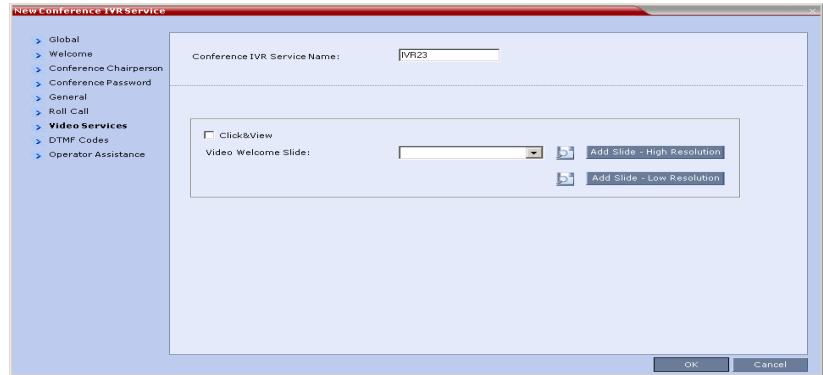 New Conference IVR Service
Global
Welcome
Conference Chairperson
Conference Password
General
Roll Call
Video Services
DTMF Codes
Operator Assistance
Conference IVR Service Name: IVR23
Click&View
Video Welcome Slide: Add Slide - High Resolution
Add Slide - Low Resolution
OK Cancel